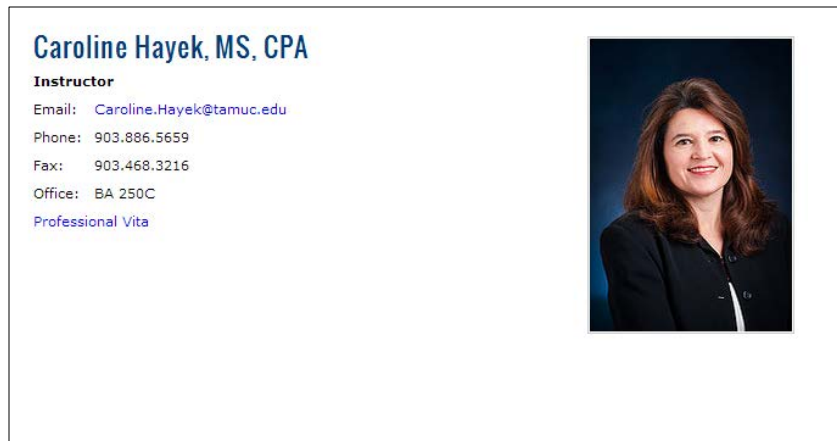 Caroline Hayek, MS, CPA
Instructor
Email: Caroline.Hayek@tamuc.edu
Phone: 903.886.5659
Fax: 903.468.3216
Office: BA 250C
Professional Vita